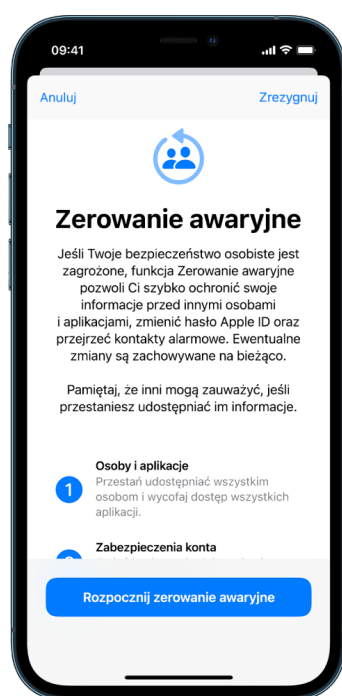 09:41
Anuluj
Zrezygnuj
Zerowanie awaryjne
Jeśli Twoje bezpieczeństwo osobiste jest
zagrożone, funkcja Zerowanie awaryjne
pozwoli Ci szybko ochronić swoje
informacje przed innymi osobami
i aplikacjami, zmienić hasło Apple ID oraz
przejrzeć kontakty alarmowe. Ewentualne
zmiany są zachowywane na bieżąco.
Pamiętaj, że inni mogą zauważyć, jeśli
przestaniesz udostępniać im informacje.
1
Osoby i aplikacje
Przestań udostępniać wszystkim
osobom i wycofaj dostęp wszystkich
aplikacji.
Zabezpieczenia konta
Rozpocznij zerowanie awaryjne